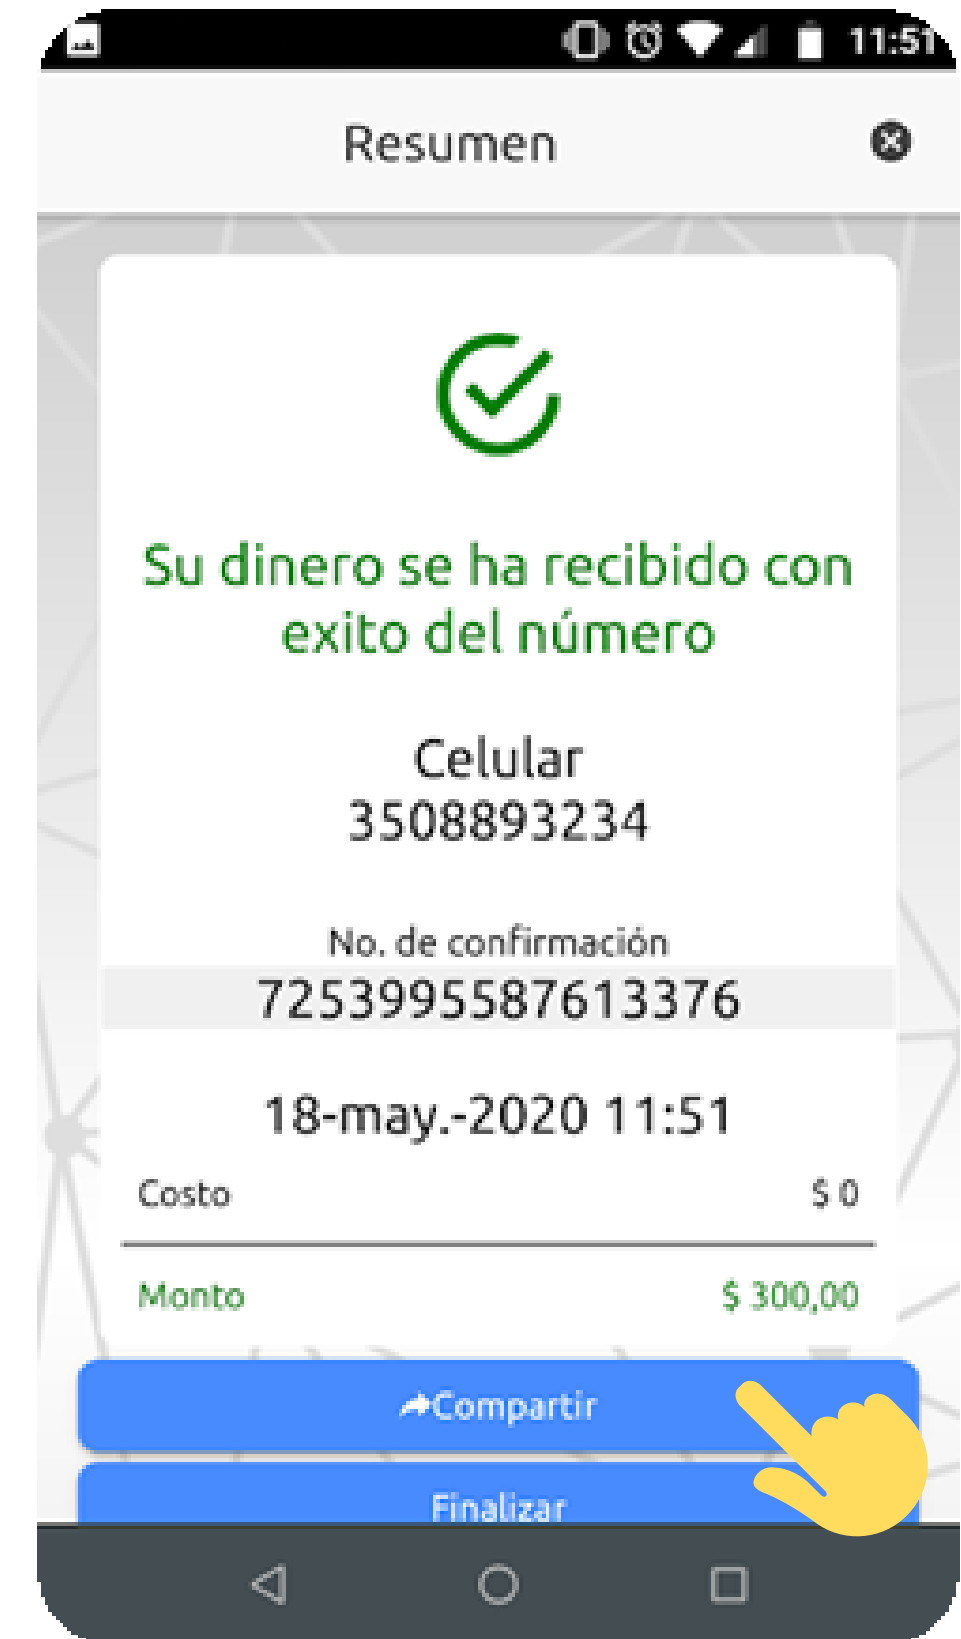 11:51
Resumen
Su dinero se ha recibido con
exito del número
Celular
3508893234
No. de confirmación
7253995587613376
18-may.-2020 11:51
Costo $ 0
Monto $ 300,00
Compartir
Finalizar